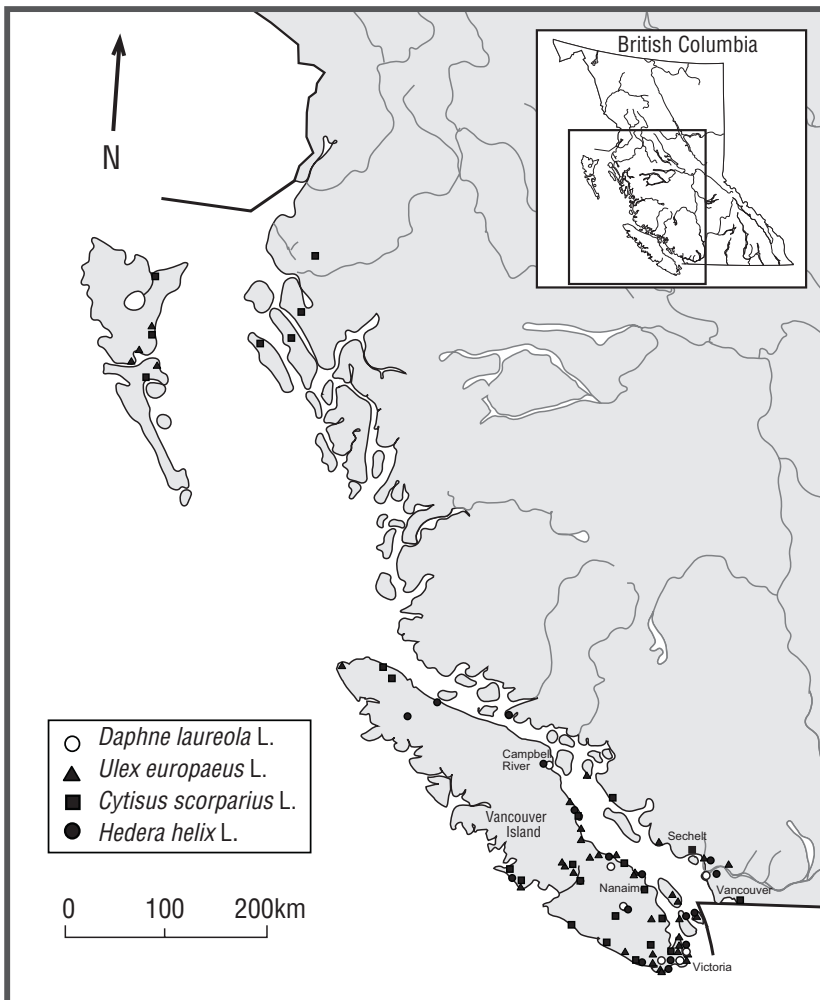 British Columbia
N
Campbell
River
Vancouver
Island
Sechelt
Nanaim
Vancouver
Victoria
Daphne laureola L.
Ulex europaeus L.
Cytisus scorparius L.
Hedera helix L.
0 100 200km